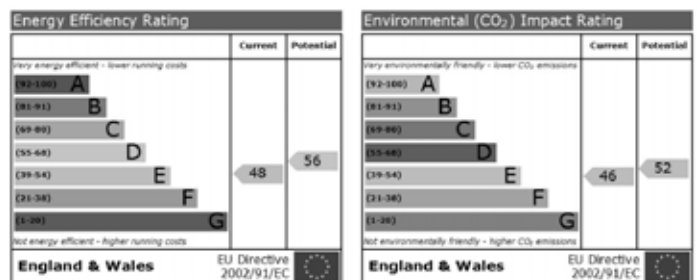 Energy Efficiency Rating
Current Potential
Very energy efficient - lower running costs
(92-100) A
(81-91) B
(69-80) C
(55-68) D
(39-54) E
(21-38) F
(1-20) G
48
56
Not energy efficient - higher running costs
England & Wales
EU Directive
2002/91/EC
Environmental (CO₂) Impact Rating
Current Potential
Very environmentally friendly - lower CO₂ emissions
(92-100) A
(81-91) B
(69-80) C
(55-68) D
(39-54) E
(21-38) F
(1-20) G
46
52
Not environmentally friendly - higher CO₂ emissions
England & Wales
EU Directive
2002/91/EC